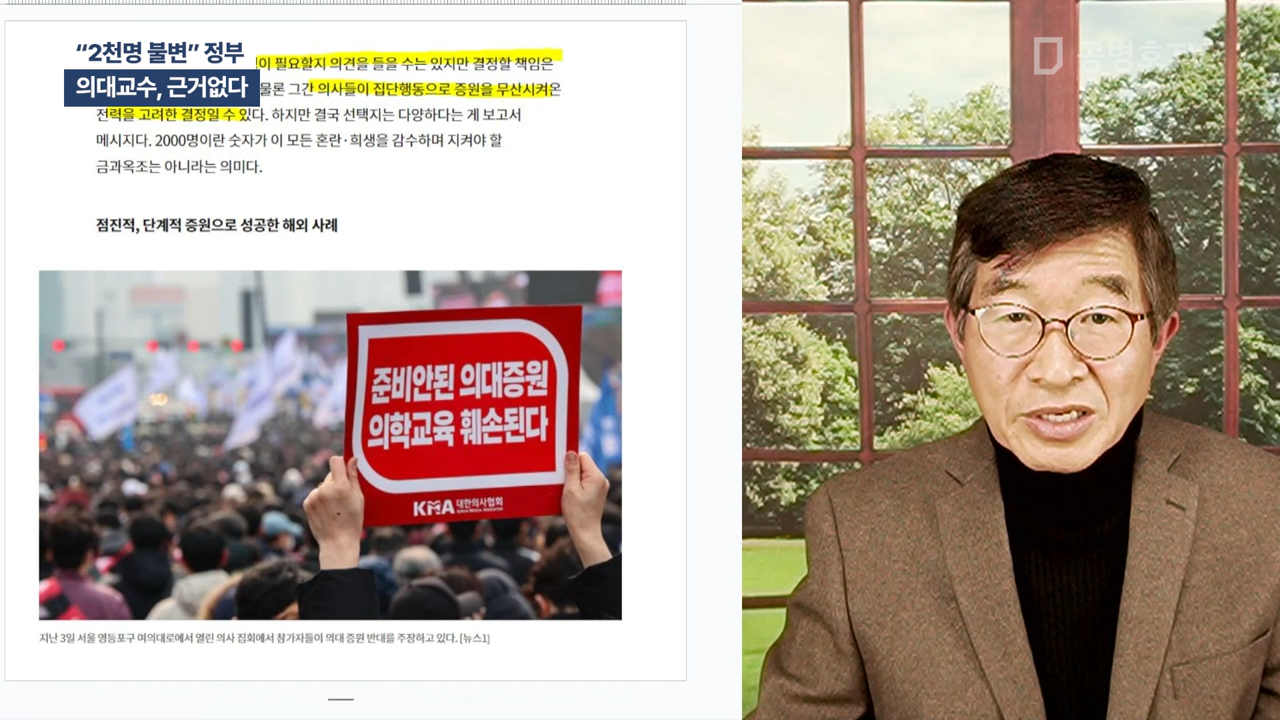 “2천명 불변” 정부
의대교수, 근거없다
이 필요할지 의견을 들을 수는 있지만 결정할 책임은
물론 그간 의사들이 집단행동으로 증원을 무산시켜온
전력을 고려한 결정일 수 있다. 하지만 결국 선택지는 다양하다는 게 보고서
메시지다. 2000명이란 숫자가 이 모든 혼란·희생을 감수하며 지켜야 할
금과옥조는 아니라는 의미다.
점진적, 단계적 증원으로 성공한 해외 사례
준비안된 의대증원
의학교육 훼손된다
KMA 대한의사협회
지난 3일 서울 영등포구 여의대로에서 열린 의사 집회에서 참가자들이 의대 증원 반대를 주장하고 있다. [뉴스1]